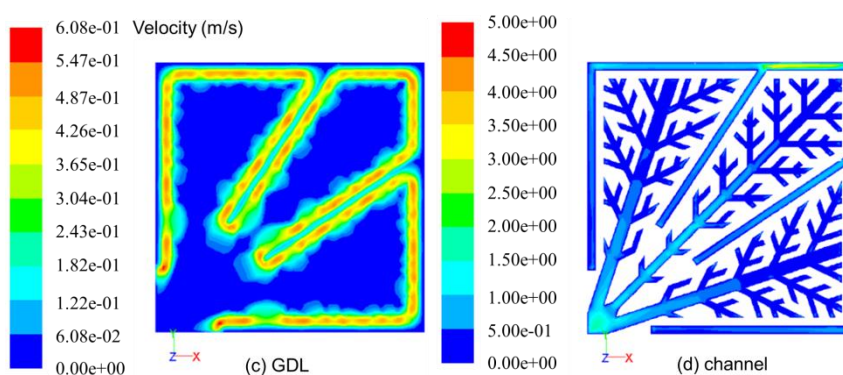 Velocity (m/s)
6.08e-01
5.47e-01
4.87e-01
4.26e-01
3.65e-01
3.04e-01
2.43e-01
1.82e-01
1.22e-01
6.08e-02
0.00e+00
Y
Z X
(c) GDL
5.00e+00
4.50e+00
4.00e+00
3.50e+00
3.00e+00
2.50e+00
2.00e+00
1.50e+00
1.00e+00
5.00e-01
0.00e+00
Y
Z X
(d) channel